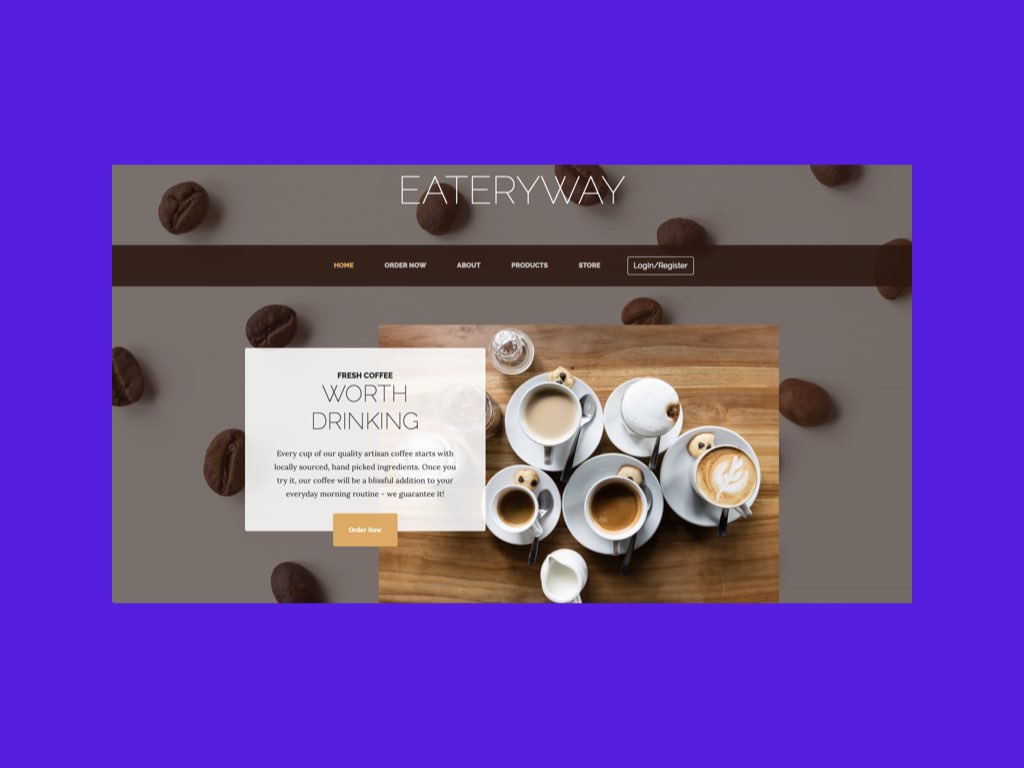 EATERYWAY
HOME ORDER NOW ABOUT PRODUCTS STORE LogIn/Register
FRESH COFFEE
WORTH
DRINKING
Every cup of our quality artisan coffee starts with
locally sourced, hand picked ingredients. Once you
try it, our coffee will be a blissful addition to your
everyday morning routine - we guarantee it!
Order Now